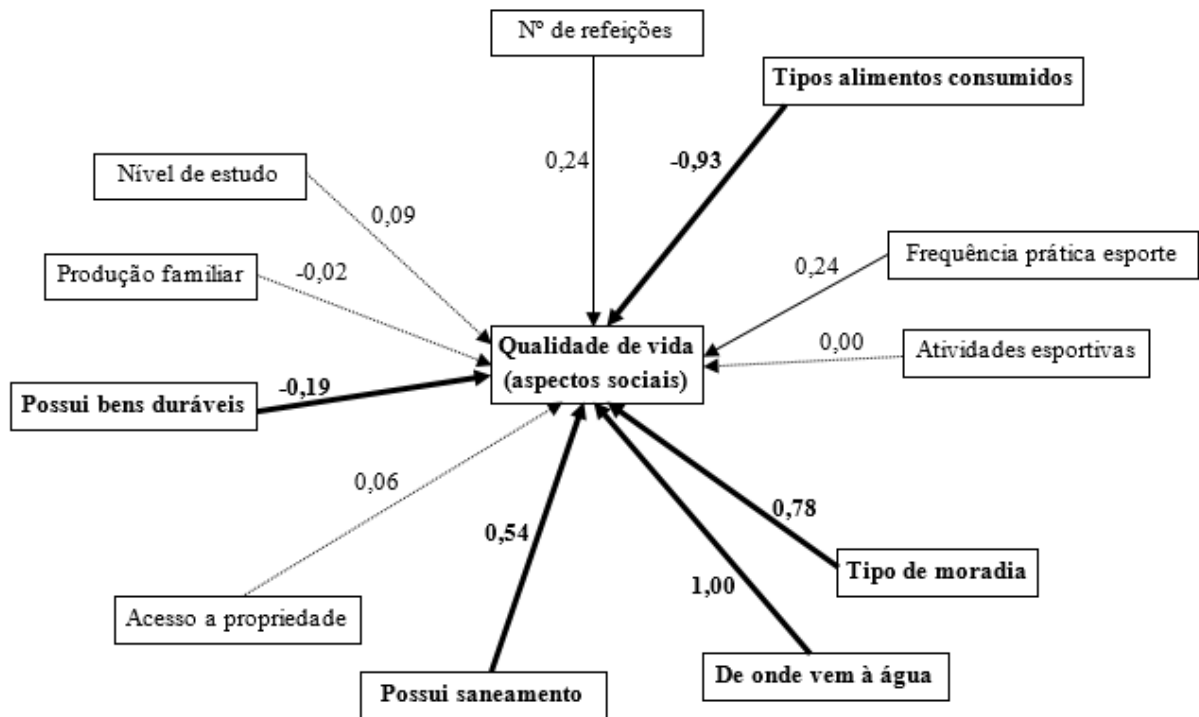 Nº de refeições
Tipos alimentos consumidos
0,24
-0,93
Nível de estudo
0,09
Produção familiar
-0,02
Frequência prática esporte
0,24
Qualidade de vida
(aspectos sociais)
0,00
Atividades esportivas
Possui bens duráveis
-0,19
0,06
0,54
0,78
1,00
Tipo de moradia
Acesso a propriedade
Possui saneamento
De onde vem à água